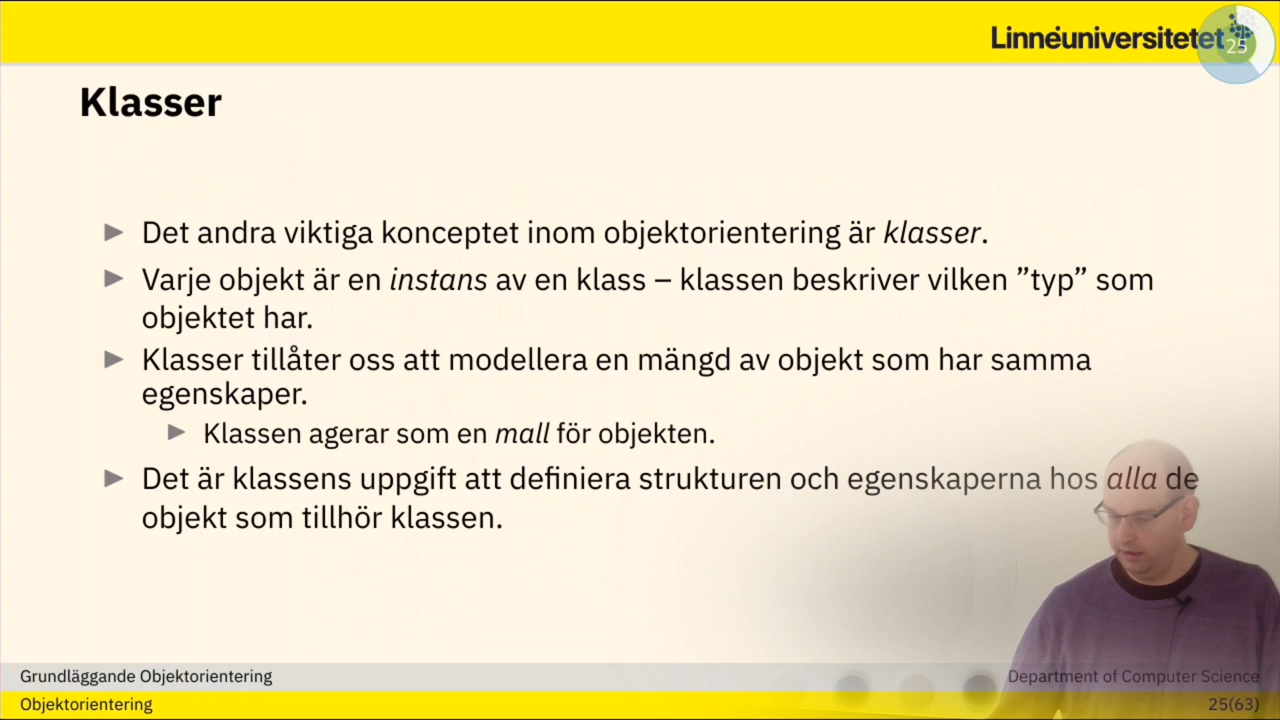 Linnéuniversitetet
25
Klasser
▶ Det andra viktiga konceptet inom objektorientering är klasser.
▶ Varje objekt är en instans av en klass – klassen beskriver vilken ”typ” som
objektet har.
▶ Klasser tillåter oss att modellera en mängd av objekt som har samma
egenskaper.
▶ Klassen agerar som en mall för objekten.
▶ Det är klassens uppgift att definiera strukturen och egenskaperna hos alla de
objekt som tillhör klassen.
Grundläggande Objektorientering
Department of Computer Science
Objektorientering
25(63)